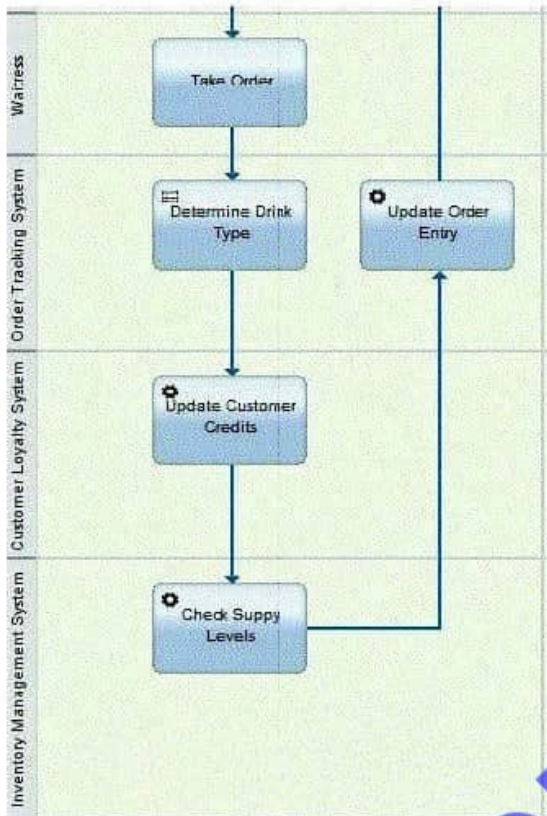 Waitress
Take Order
Order Tracking System
Determine Drink
Type
Update Order
Entry
Customer Loyalty System
Update Customer
Credits
Inventory Management System
Check Suppy
Levels